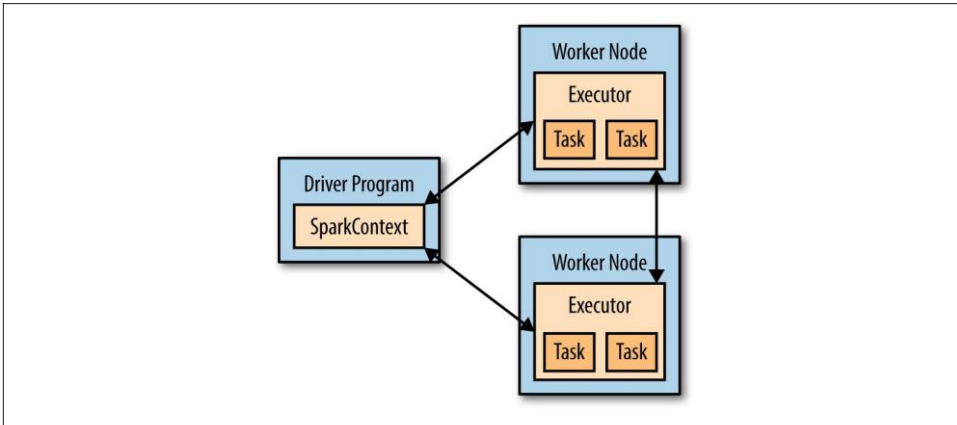 Worker Node
Executor
Task Task
Driver Program
SparkContext
Worker Node
Executor
Task Task